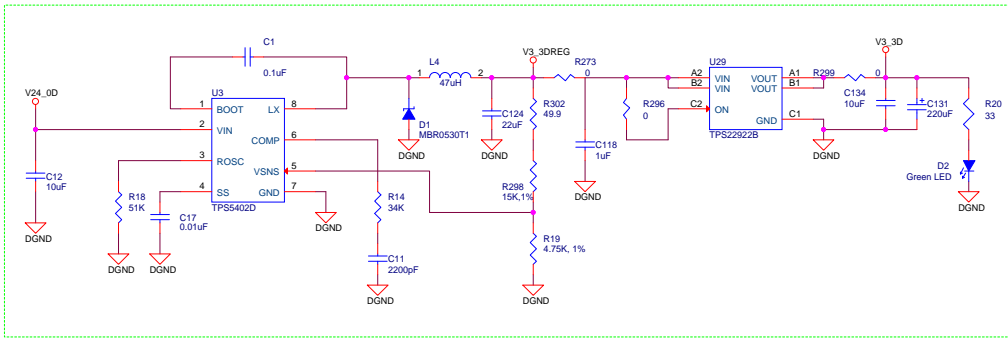 C1
0.1uF
V24_0D
U3
1 BOOT LX 8
2 VIN
COMP 6
3 ROSC
VSNS 5
4 SS GND 7
TPS5402D
C12
10uF
DGND
R18
51K
DGND
C17
0.01uF
DGND
DGND
R14
34K
C11
2200pF
DGND
D1
MBR0530T1
DGND
L4
1 2
47uH
C124
22uF
DGND
V3_3DREG
R302
49.9
R298
15K,1%
R19
4.75K, 1%
DGND
R273
0
C118
1uF
DGND
R296
0
U29
A2 VIN VOUT A1
B2 VIN VOUT B1
C2 ON
GND C1
TPS22922B
DGND
R299 0
V3_3D
C134
10uF
C131
220uF
R20
33
D2
Green LED
DGND